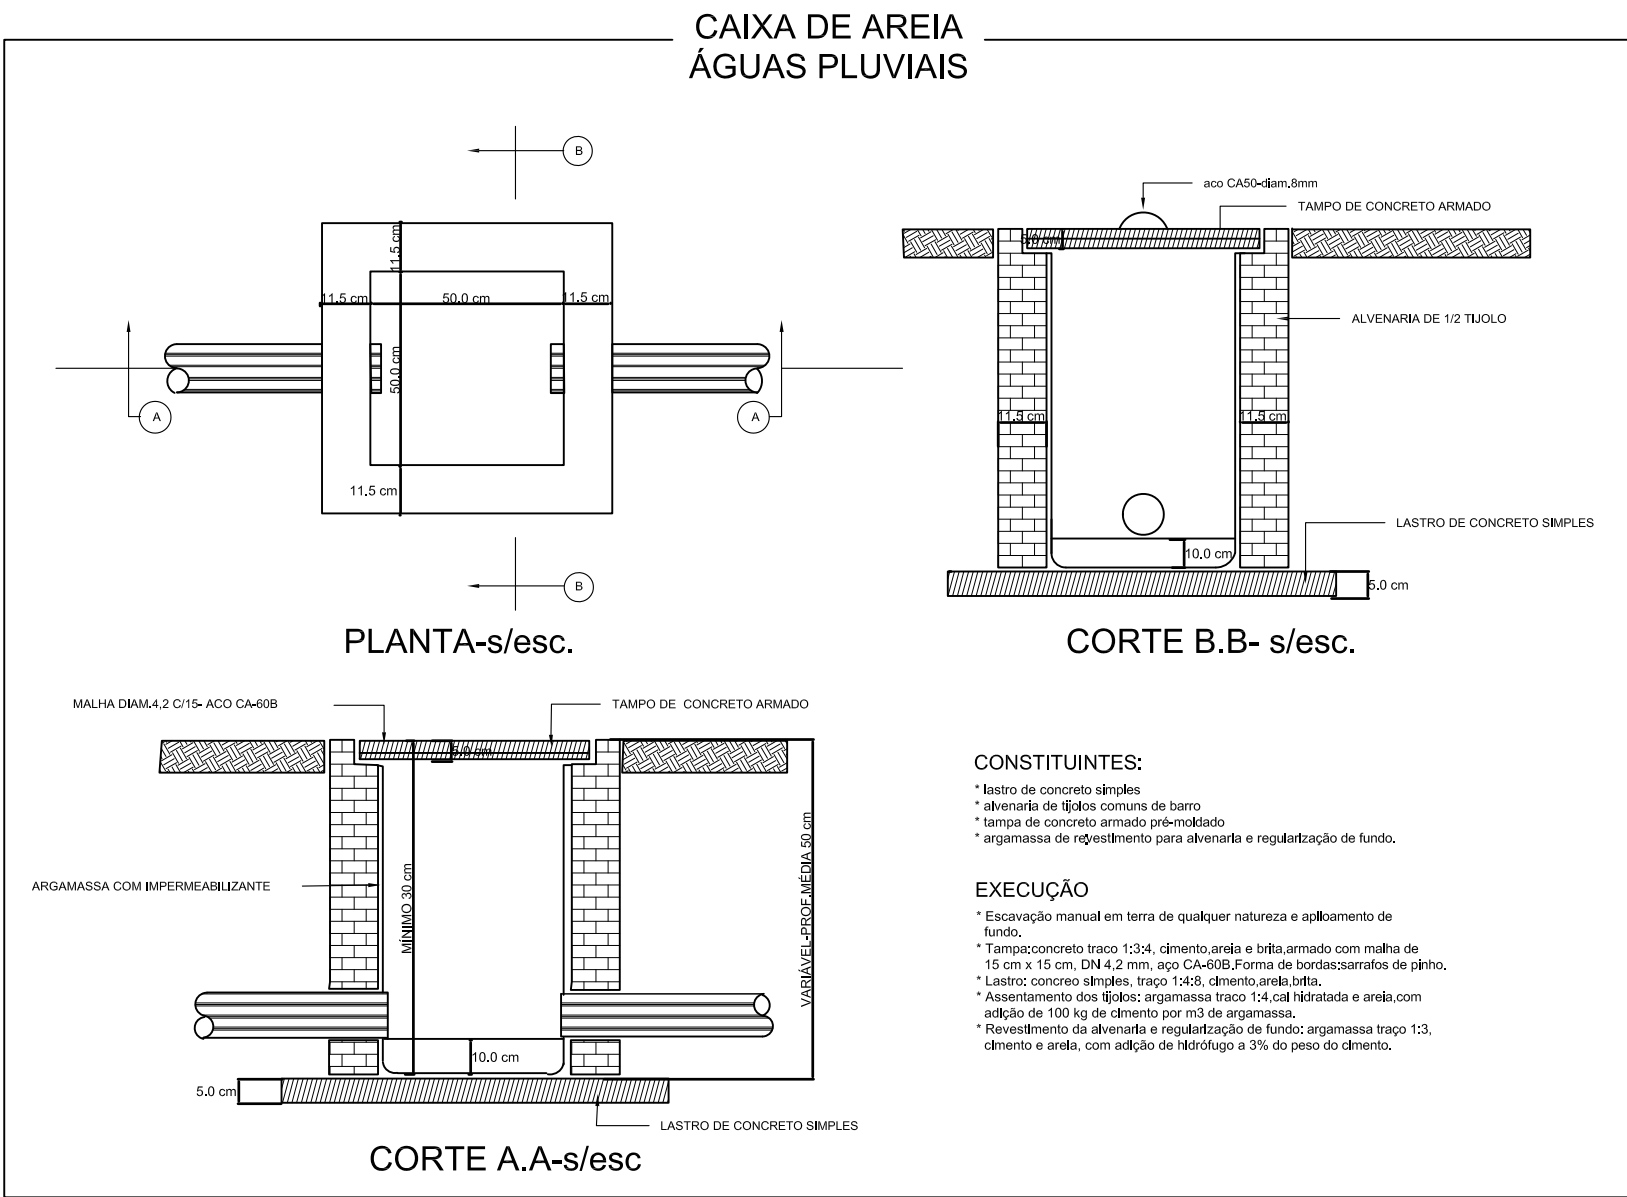 CAIXA DE AREIA
ÁGUAS PLUVIAIS
B
11.5 cm
11.5 cm
50.0 cm
11.5 cm
50.0 cm
A
A
11.5 cm
B
PLANTA-s/esc.
aco CA50-diam.8mm
TAMPO DE CONCRETO ARMADO
5.0 cm
ALVENARIA DE 1/2 TIJOLO
11.5 cm
11.5 cm
LASTRO DE CONCRETO SIMPLES
10.0 cm
5.0 cm
CORTE B.B- s/esc.
MALHA DIAM.4,2 C/15- ACO CA-60B
TAMPO DE CONCRETO ARMADO
5.0 cm
ARGAMASSA COM IMPERMEABILIZANTE
MÍNIMO 30 cm
VARIÁVEL-PROF.MÉDIA 50 cm
10.0 cm
5.0 cm
LASTRO DE CONCRETO SIMPLES
CORTE A.A-s/esc
CONSTITUINTES:
* lastro de concreto simples
* alvenaria de tijolos comuns de barro
* tampa de concreto armado pré-moldado
* argamassa de revestimento para alvenaria e regularização de fundo.
EXECUÇÃO
* Escavação manual em terra de qualquer natureza e apiloamento de
fundo.
* Tampa:concreto traco 1:3:4, cimento,areia e brita,armado com malha de
15 cm x 15 cm, DN 4,2 mm, aço CA-60B.Forma de bordas:sarrafos de pinho.
* Lastro: concreo simples, traço 1:4:8, cimento,areia,brita.
* Assentamento dos tijolos: argamassa traco 1:4,cal hidratada e areia,com
adição de 100 kg de cimento por m3 de argamassa.
* Revestimento da alvenaria e regularização de fundo: argamassa traço 1:3,
cimento e areia, com adição de hidrófugo a 3% do peso do cimento.